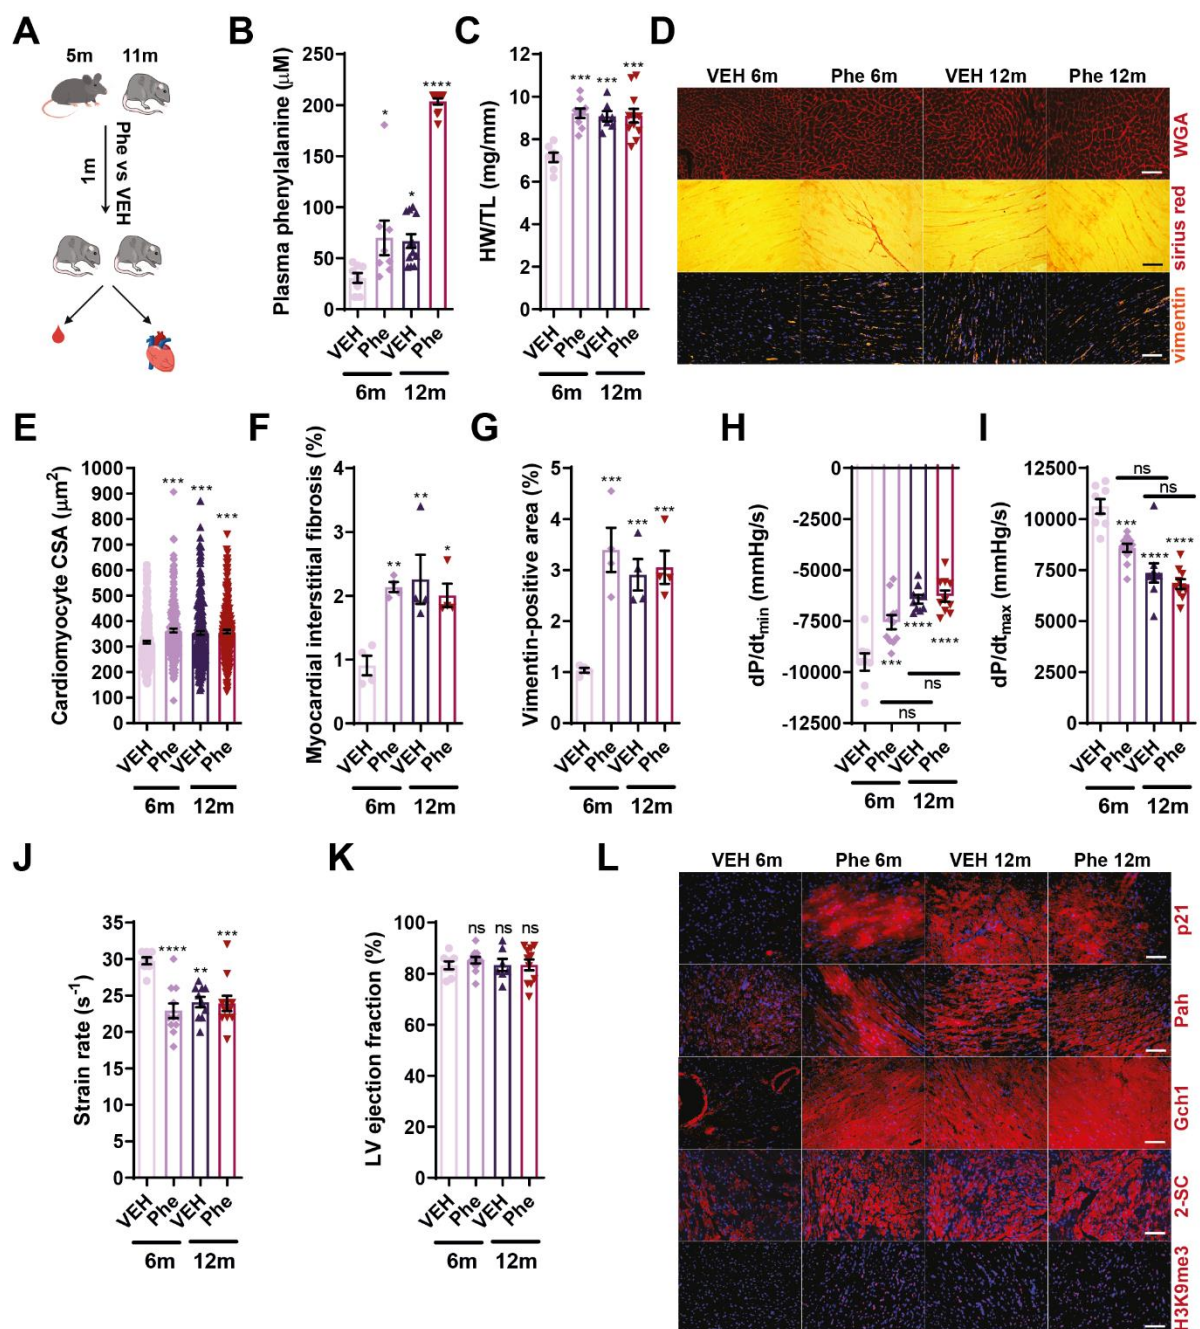 A
5m 11m
Phe vs VEH
1m
B
Plasma phenylalanine (μM)
250
200
150
100
50
0
* * ****
VEH Phe VEH Phe
6m 12m
C
HW/TL (mg/mm)
12
10
8
6
4
2
0
*** *** ***
VEH Phe VEH Phe
6m 12m
D
VEH 6m Phe 6m VEH 12m Phe 12m
WGA
sirius red
vimentin
E
Cardiomyocyte CSA (μm²)
1000
900
800
700
600
500
400
300
200
100
0
*** *** ***
VEH Phe VEH Phe
6m 12m
F
Myocardial interstitial fibrosis (%)
4
3
2
1
0
** ** *
VEH Phe VEH Phe
6m 12m
G
Vimentin-positive area (%)
5
4
3
2
1
0
*** *** ***
VEH Phe VEH Phe
6m 12m
H
dP/dtmin (mmHg/s)
0
-2500
-5000
-7500
-10000
-12500
*** **** ****
ns
ns
VEH Phe VEH Phe
6m 12m
I
dP/dtmax (mmHg/s)
12500
10000
7500
5000
2500
0
ns
ns
*** **** ****
VEH Phe VEH Phe
6m 12m
J
Strain rate (s⁻¹)
35
30
25
20
15
10
5
0
**** ** ***
VEH Phe VEH Phe
6m 12m
K
LV ejection fraction (%)
100
80
60
40
20
0
ns ns ns
VEH Phe VEH Phe
6m 12m
L
VEH 6m Phe 6m VEH 12m Phe 12m
p21
Pah
Gch1
2-SC
H3K9me3